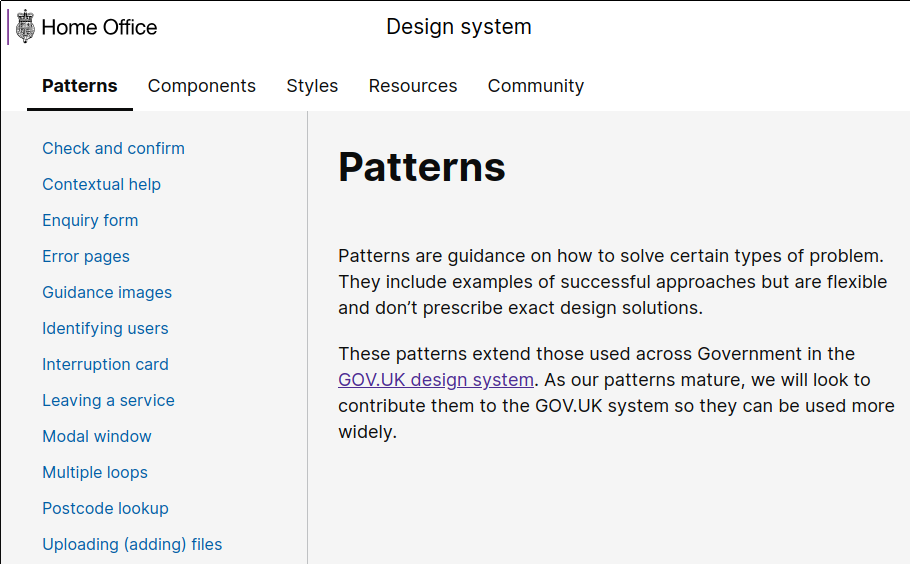 Home Office
Design system
Patterns
Components
Styles
Resources
Community
Check and confirm
Contextual help
Enquiry form
Error pages
Guidance images
Identifying users
Interruption card
Leaving a service
Modal window
Multiple loops
Postcode lookup
Uploading (adding) files
Patterns
Patterns are guidance on how to solve certain types of problem.
They include examples of successful approaches but are flexible
and don’t prescribe exact design solutions.
These patterns extend those used across Government in the
GOV.UK design system. As our patterns mature, we will look to
contribute them to the GOV.UK system so they can be used more
widely.